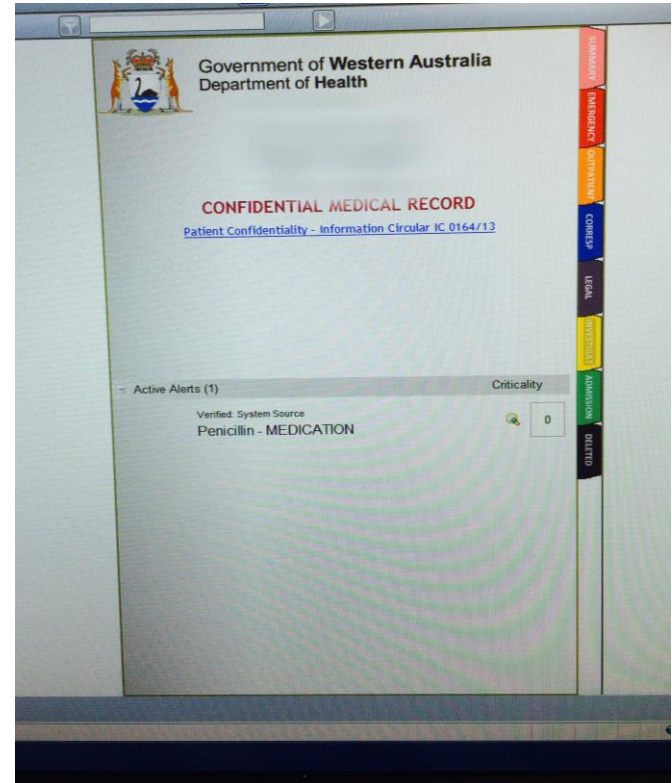 Government of Western Australia
Department of Health
CONFIDENTIAL MEDICAL RECORD
Patient Confidentiality - Information Circular IC 0164/13
Active Alerts (1) Criticality
Verified: System Source
Penicillin - MEDICATION 0
SUMMARY
EMERGENCY
OUTPATIENT
CORRESP
LEGAL
INVESTIGAT
ADMISSION
DELETED